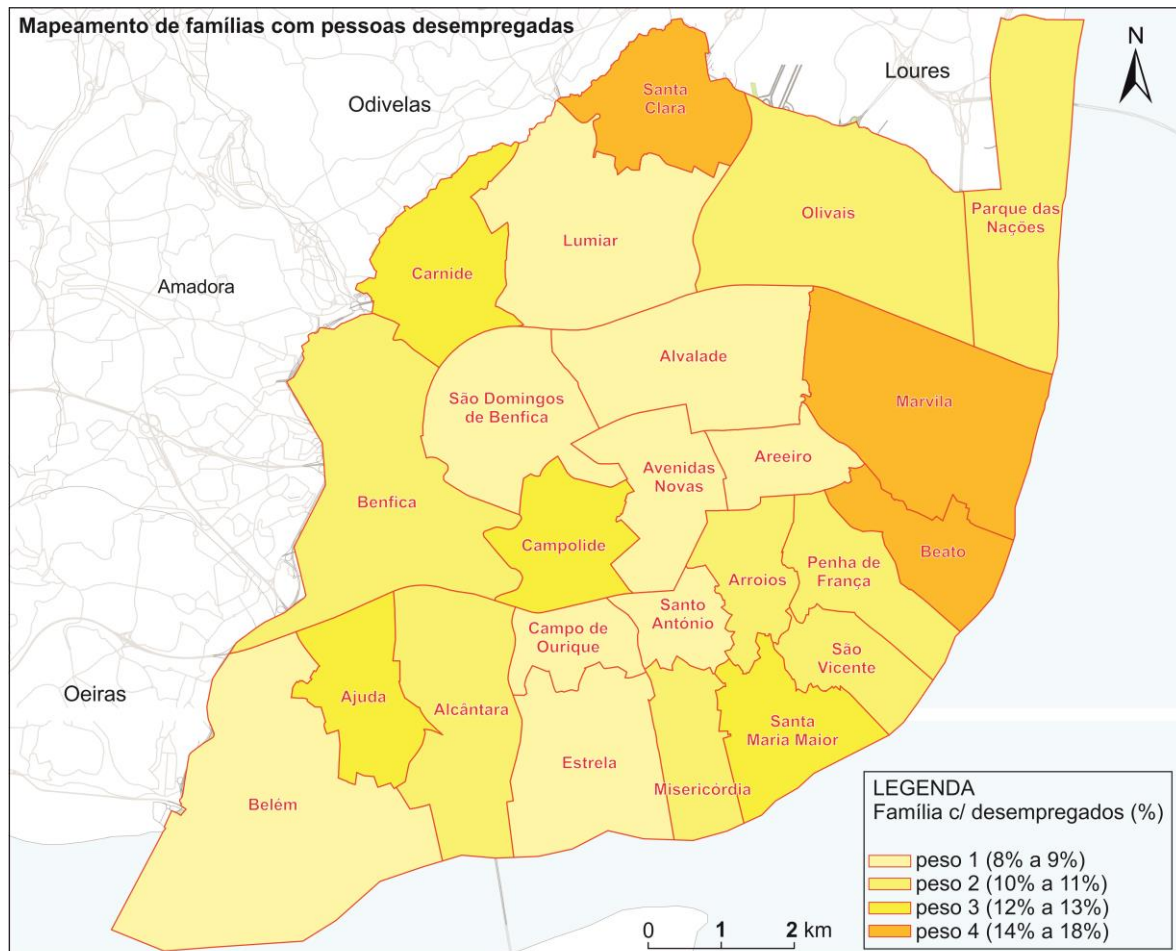 Mapeamento de famílias com pessoas desempregadas
N
Loures
Odivelas
Santa
Clara
Olivais
Parque das
Nações
Lumiar
Carnide
Amadora
Alvalade
São Domingos
de Benfica
Marvila
Areeiro
Avenidas
Novas
Benfica
Campolide
Beato
Penha de
França
Arroios
Santo
António
Campo de
Ourique
São
Vicente
Oeiras
Ajuda
Alcântara
Santa
Maria Maior
Estrela
Misericórdia
Belém
LEGENDA
Família c/ desempregados (%)
peso 1 (8% a 9%)
peso 2 (10% a 11%)
peso 3 (12% a 13%)
peso 4 (14% a 18%)
0 1 2 km